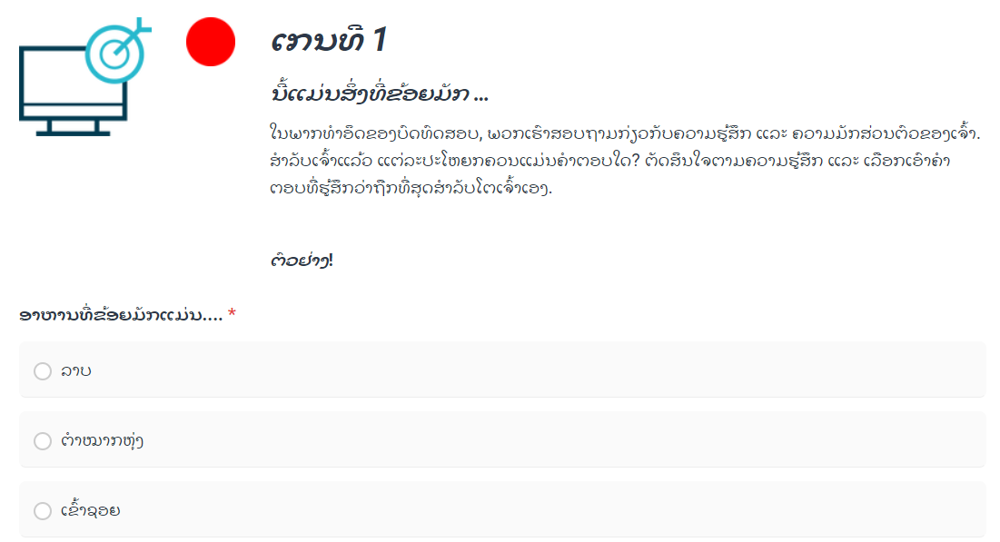 ເກນທີ 1
ນີ້ແມ່ນສິ່ງທີ່ຂ້ອຍມັກ ...
ໃນພາກທຳອິດຂອງບົດທົດສອບ, ພວກເຮົາສອບຖາມກ່ຽວກັບຄວາມຮູ້ສຶກ ແລະ ຄວາມມັກສ່ວນຕົວຂອງເຈົ້າ.
ສຳລັບເຈົ້າແລ້ວ ແຕ່ລະປະໂຫຍກຄວນແມ່ນຄຳຕອບໃດ? ຕັດສິນໃຈຕາມຄວາມຮູ້ສຶກ ແລະ ເລືອກເອົາຄຳ
ຕອບທີ່ຮູ້ສຶກວ່າຖືກທີ່ສຸດສຳລັບໂຕເຈົ້າເອງ.
ຕົວຢ່າງ!
ອາຫານທີ່ຂ້ອຍມັກແມ່ນ.... *
ລາບ
ຕຳໝາກຫຸ່ງ
ເຂົ້າຊອຍ